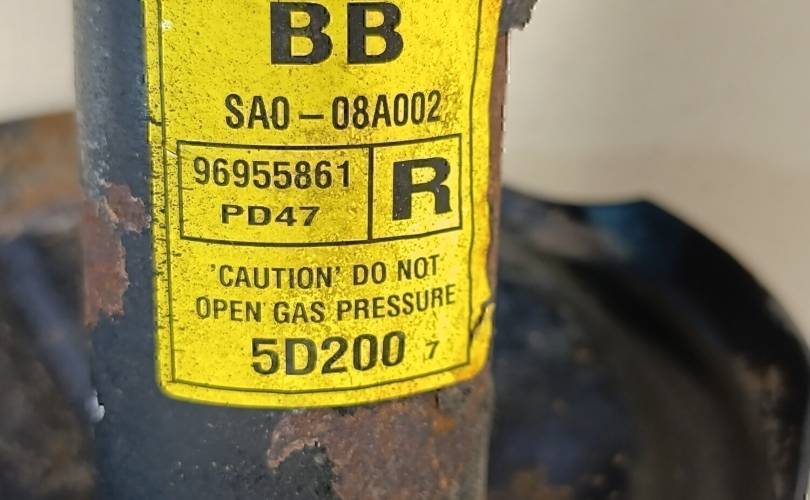 BB
SA0-08A002
96955861 R
PD47
'CAUTION' DO NOT
OPEN GAS PRESSURE
5D200 7